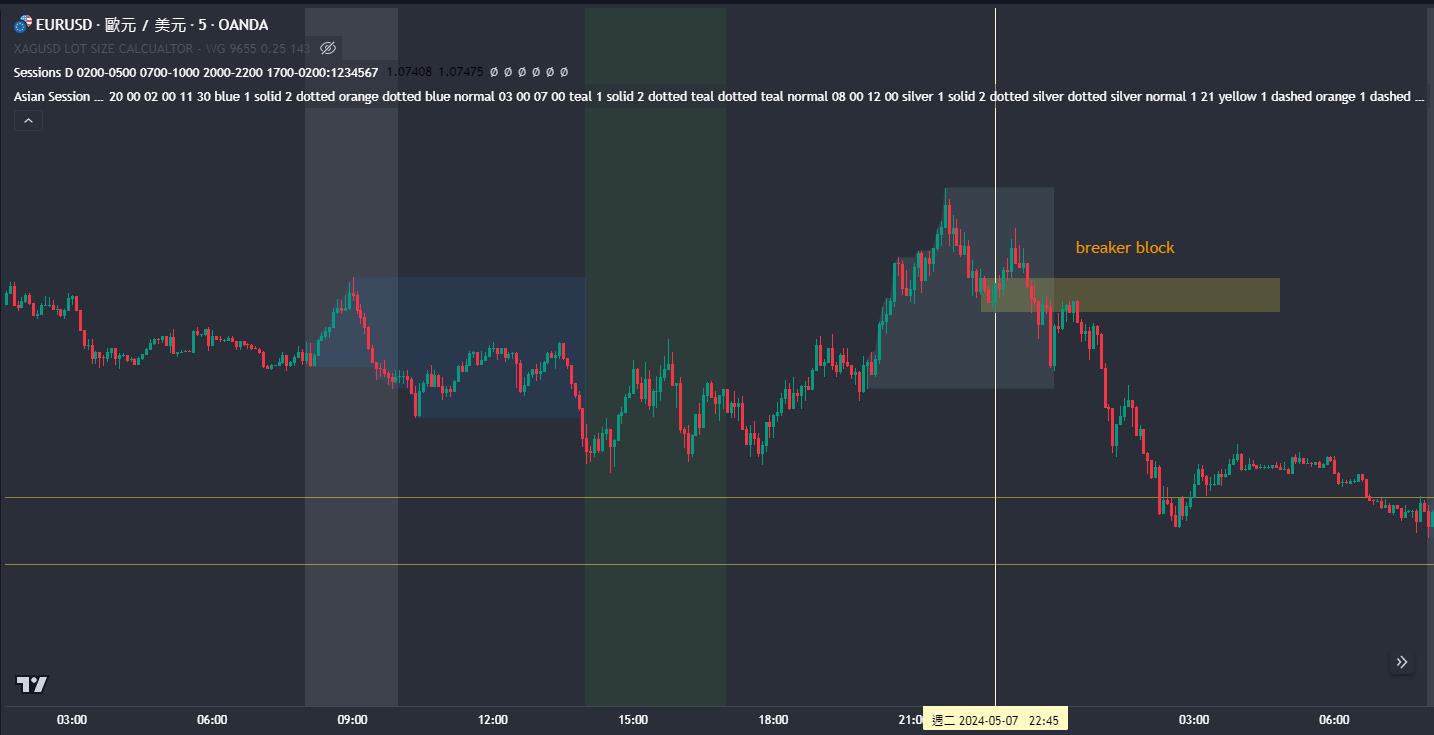 EURUSD · 歐元 / 美元 · 5 · OANDA
XAGUSD LOT SIZE CALCUALTOR - WG 9655 0.25 143
Sessions D 0200-0500 0700-1000 2000-2200 1700-0200:1234567 1.07408 1.07475 Ø Ø Ø Ø Ø Ø
Asian Session ... 20 00 02 00 11 30 blue 1 solid 2 dotted orange dotted blue normal 03 00 07 00 teal 1 solid 2 dotted teal dotted teal normal 08 00 12 00 silver 1 solid 2 dotted silver dotted silver normal 1 21 yellow 1 dashed orange 1 dashed ...
breaker block
03:00 06:00 09:00 12:00 15:00 18:00 21:0 週二 2024-05-07 22:45 03:00 06:00